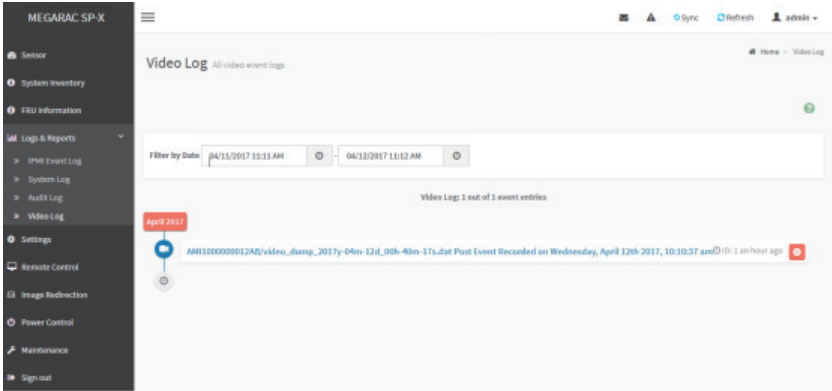 MEGARAC SP-X
Sync Refresh admin
Sensor
System Inventory
FRU Information
Logs & Reports
» IPMI Event Log
» System Log
» Audit Log
» Video Log
Settings
Remote Control
Image Redirection
Power Control
Maintenance
Sign out
Video Log All video event logs
Home > Video Log
Filter by Date 04/11/2017 11:11 AM - 04/12/2017 11:12 AM
Video Log: 1 out of 1 event entries
April 2017
AMI1000000012AB/video_dump_2017y-04m-12d_00h-40m-17s.dat Post Event Recorded on Wednesday, April 12th 2017, 10:10:37 am ID: 1 an hour ago